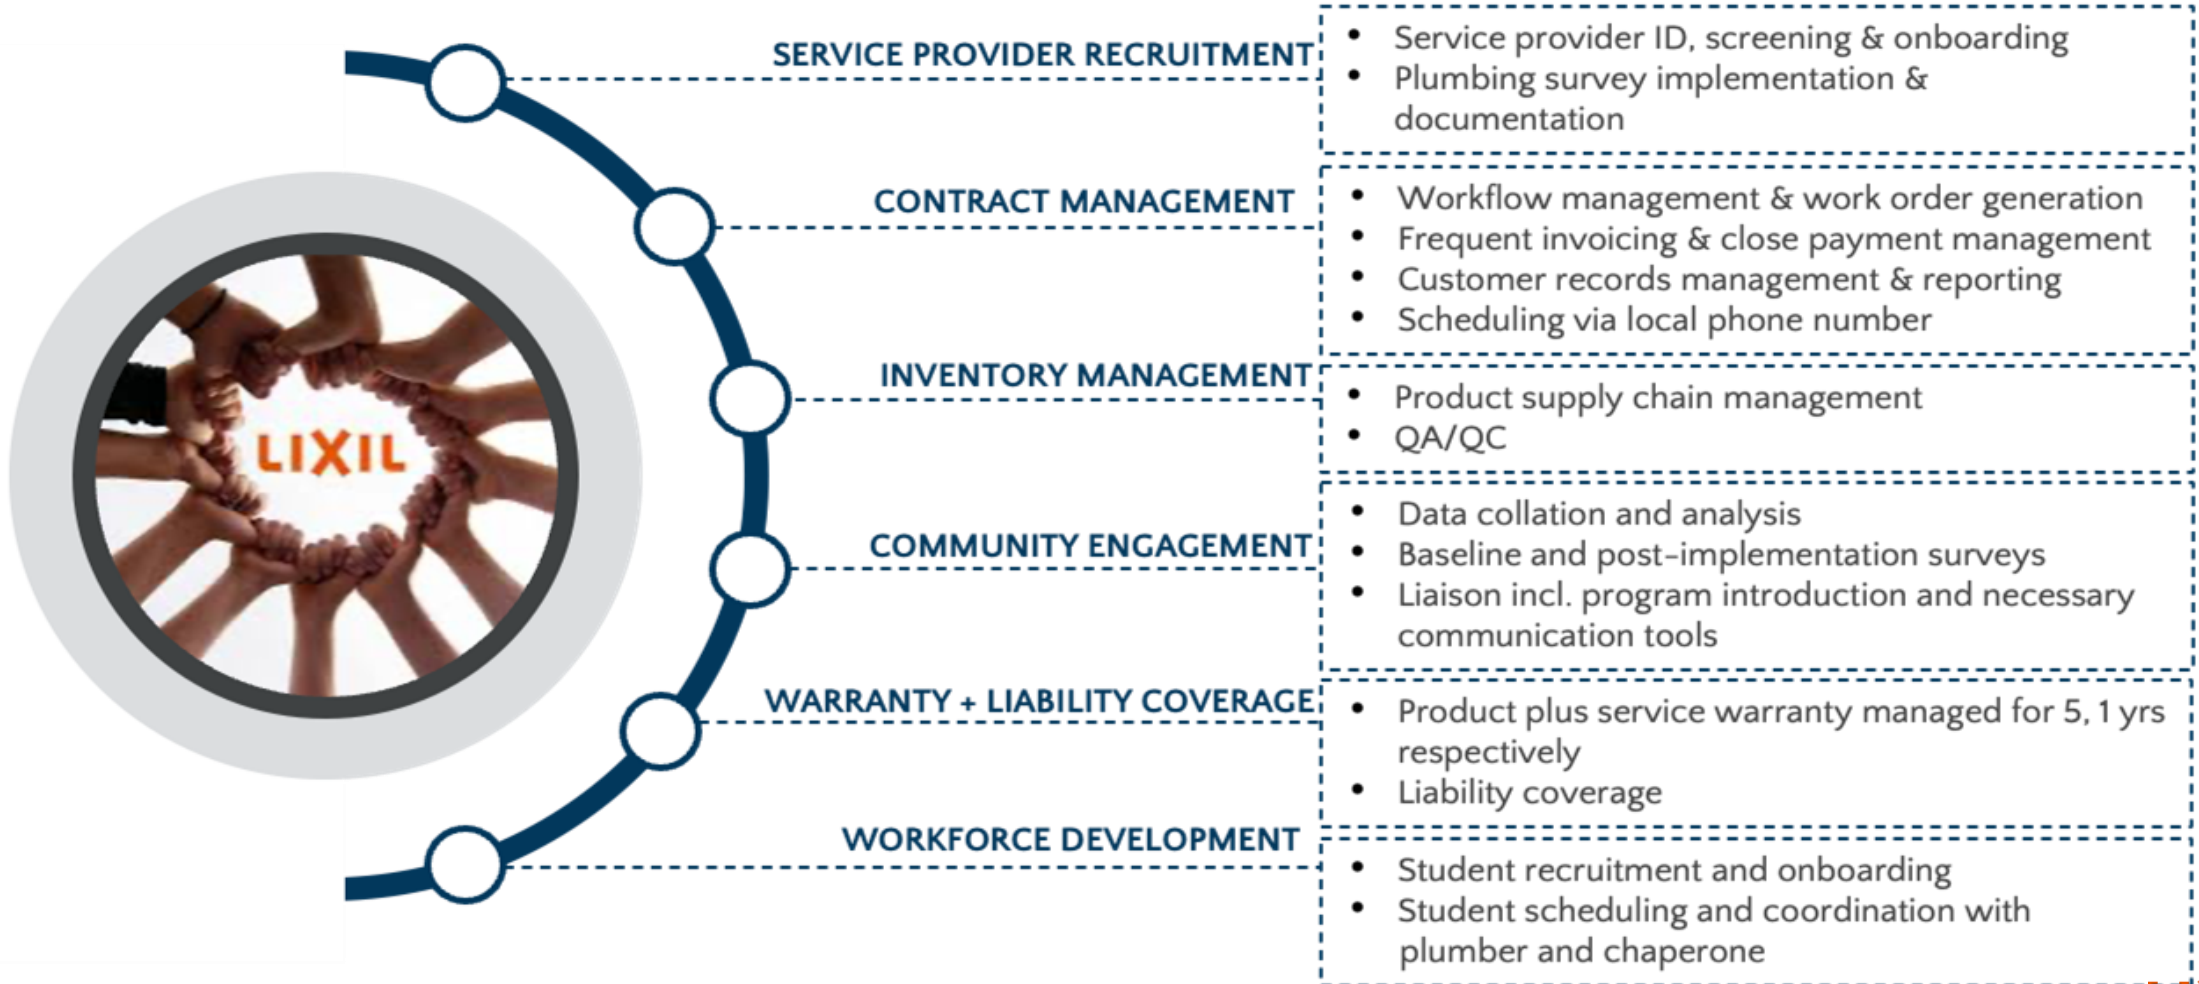 SERVICE PROVIDER RECRUITMENT
• Service provider ID, screening & onboarding
• Plumbing survey implementation &
documentation
CONTRACT MANAGEMENT
• Workflow management & work order generation
• Frequent invoicing & close payment management
• Customer records management & reporting
• Scheduling via local phone number
INVENTORY MANAGEMENT
• Product supply chain management
• QA/QC
LIXIL
COMMUNITY ENGAGEMENT
• Data collation and analysis
• Baseline and post-implementation surveys
• Liaison incl. program introduction and necessary
communication tools
WARRANTY + LIABILITY COVERAGE
• Product plus service warranty managed for 5, 1 yrs
respectively
• Liability coverage
WORKFORCE DEVELOPMENT
• Student recruitment and onboarding
• Student scheduling and coordination with
plumber and chaperone